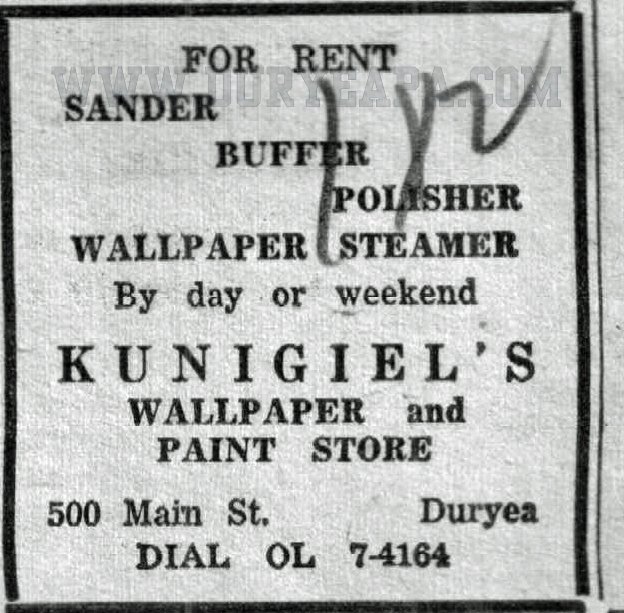 FOR RENT
WWW.DURYEAPA.COM
SANDER
BUFFER
POLISHER
WALLPAPER STEAMER
By day or weekend
KUNIGIEL'S
WALLPAPER and
PAINT STORE
500 Main St. Duryea
DIAL OL 7-4164